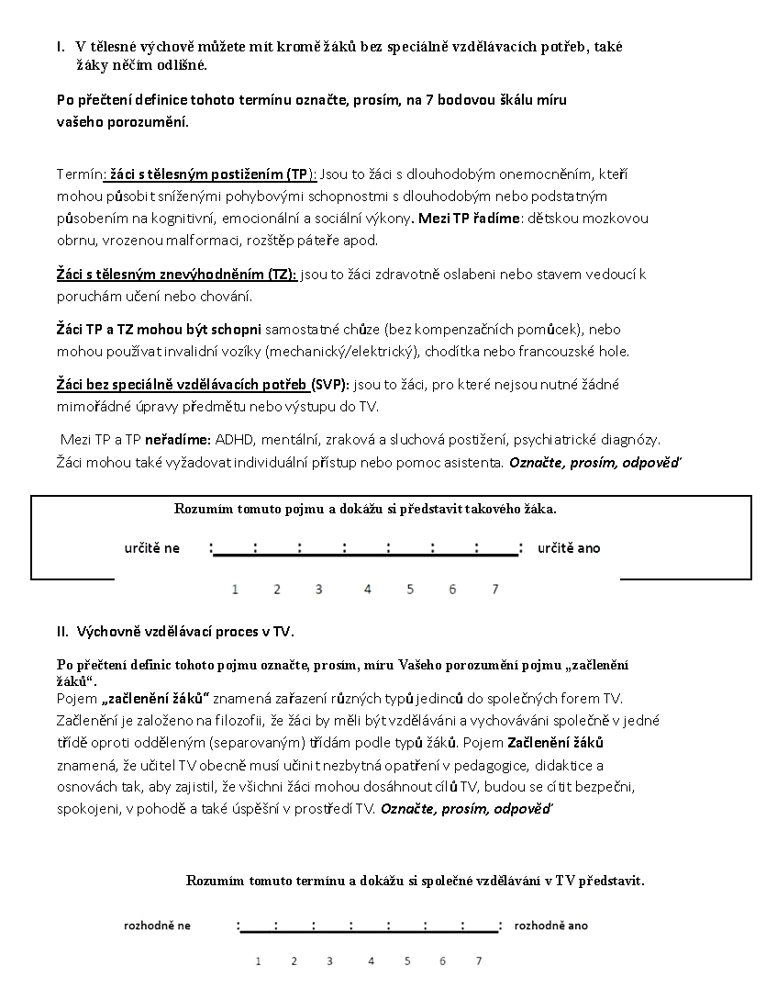 I. V tělesné výchově můžete mít kromě žáků bez speciálně vzdělávacích potřeb, také
žáky něčím odlišné.
Po přečtení definice tohoto termínu označte, prosím, na 7 bodovou škálu míru
vašeho porozumění.
Termín: žáci s tělesným postižením (TP): Jsou to žáci s dlouhodobým onemocněním, kteří
mohou působit sníženými pohybovými schopnostmi s dlouhodobým nebo podstatným
působením na kognitivní, emocionální a sociální výkony. Mezi TP řadíme: dětskou mozkovou
obrnu, vrozenou malformaci, rozštěp páteře apod.
Žáci s tělesným znevýhodněním (TZ): jsou to žáci zdravotně oslabeni nebo stavem vedoucí k
poruchám učení nebo chování.
Žáci TP a TZ mohou být schopni samostatné chůze (bez kompenzačních pomůcek), nebo
mohou používat invalidní vozíky (mechanický/elektrický), chodítka nebo francouzské hole.
Žáci bez speciálně vzdělávacích potřeb (SVP): jsou to žáci, pro které nejsou nutné žádné
mimořádné úpravy předmětu nebo výstupu do TV.
Mezi TP a TP neřadíme: ADHD, mentální, zraková a sluchová postižení, psychiatrické diagnózy.
Žáci mohou také vyžadovat individuální přístup nebo pomoc asistenta. Označte, prosím, odpověď
Rozumím tomuto pojmu a dokážu si představit takového žáka.
určitě ne : : : : : : : : určitě ano
1 2 3 4 5 6 7
II. Výchovně vzdělávací proces v TV.
Po přečtení definic tohoto pojmu označte, prosím, míru Vašeho porozumění pojmu „začlenění
žáků“.
Pojem „začlenění žáků“ znamená zařazení různých typů jedinců do společných forem TV.
Začlenění je založeno na filozofii, že žáci by měli být vzděláváni a vychováváni společně v jedné
třídě oproti odděleným (separovaným) třídám podle typů žáků. Pojem Začlenění žáků
znamená, že učitel TV obecně musí učinit nezbytná opatření v pedagogice, didaktice a
osnovách tak, aby zajistil, že všichni žáci mohou dosáhnout cílů TV, budou se cítit bezpečni,
spokojeni, v pohodě a také úspěšní v prostředí TV. Označte, prosím, odpověď
Rozumím tomuto termínu a dokážu si společné vzdělávání v TV představit.
rozhodně ne : : : : : : : : rozhodně ano
1 2 3 4 5 6 7